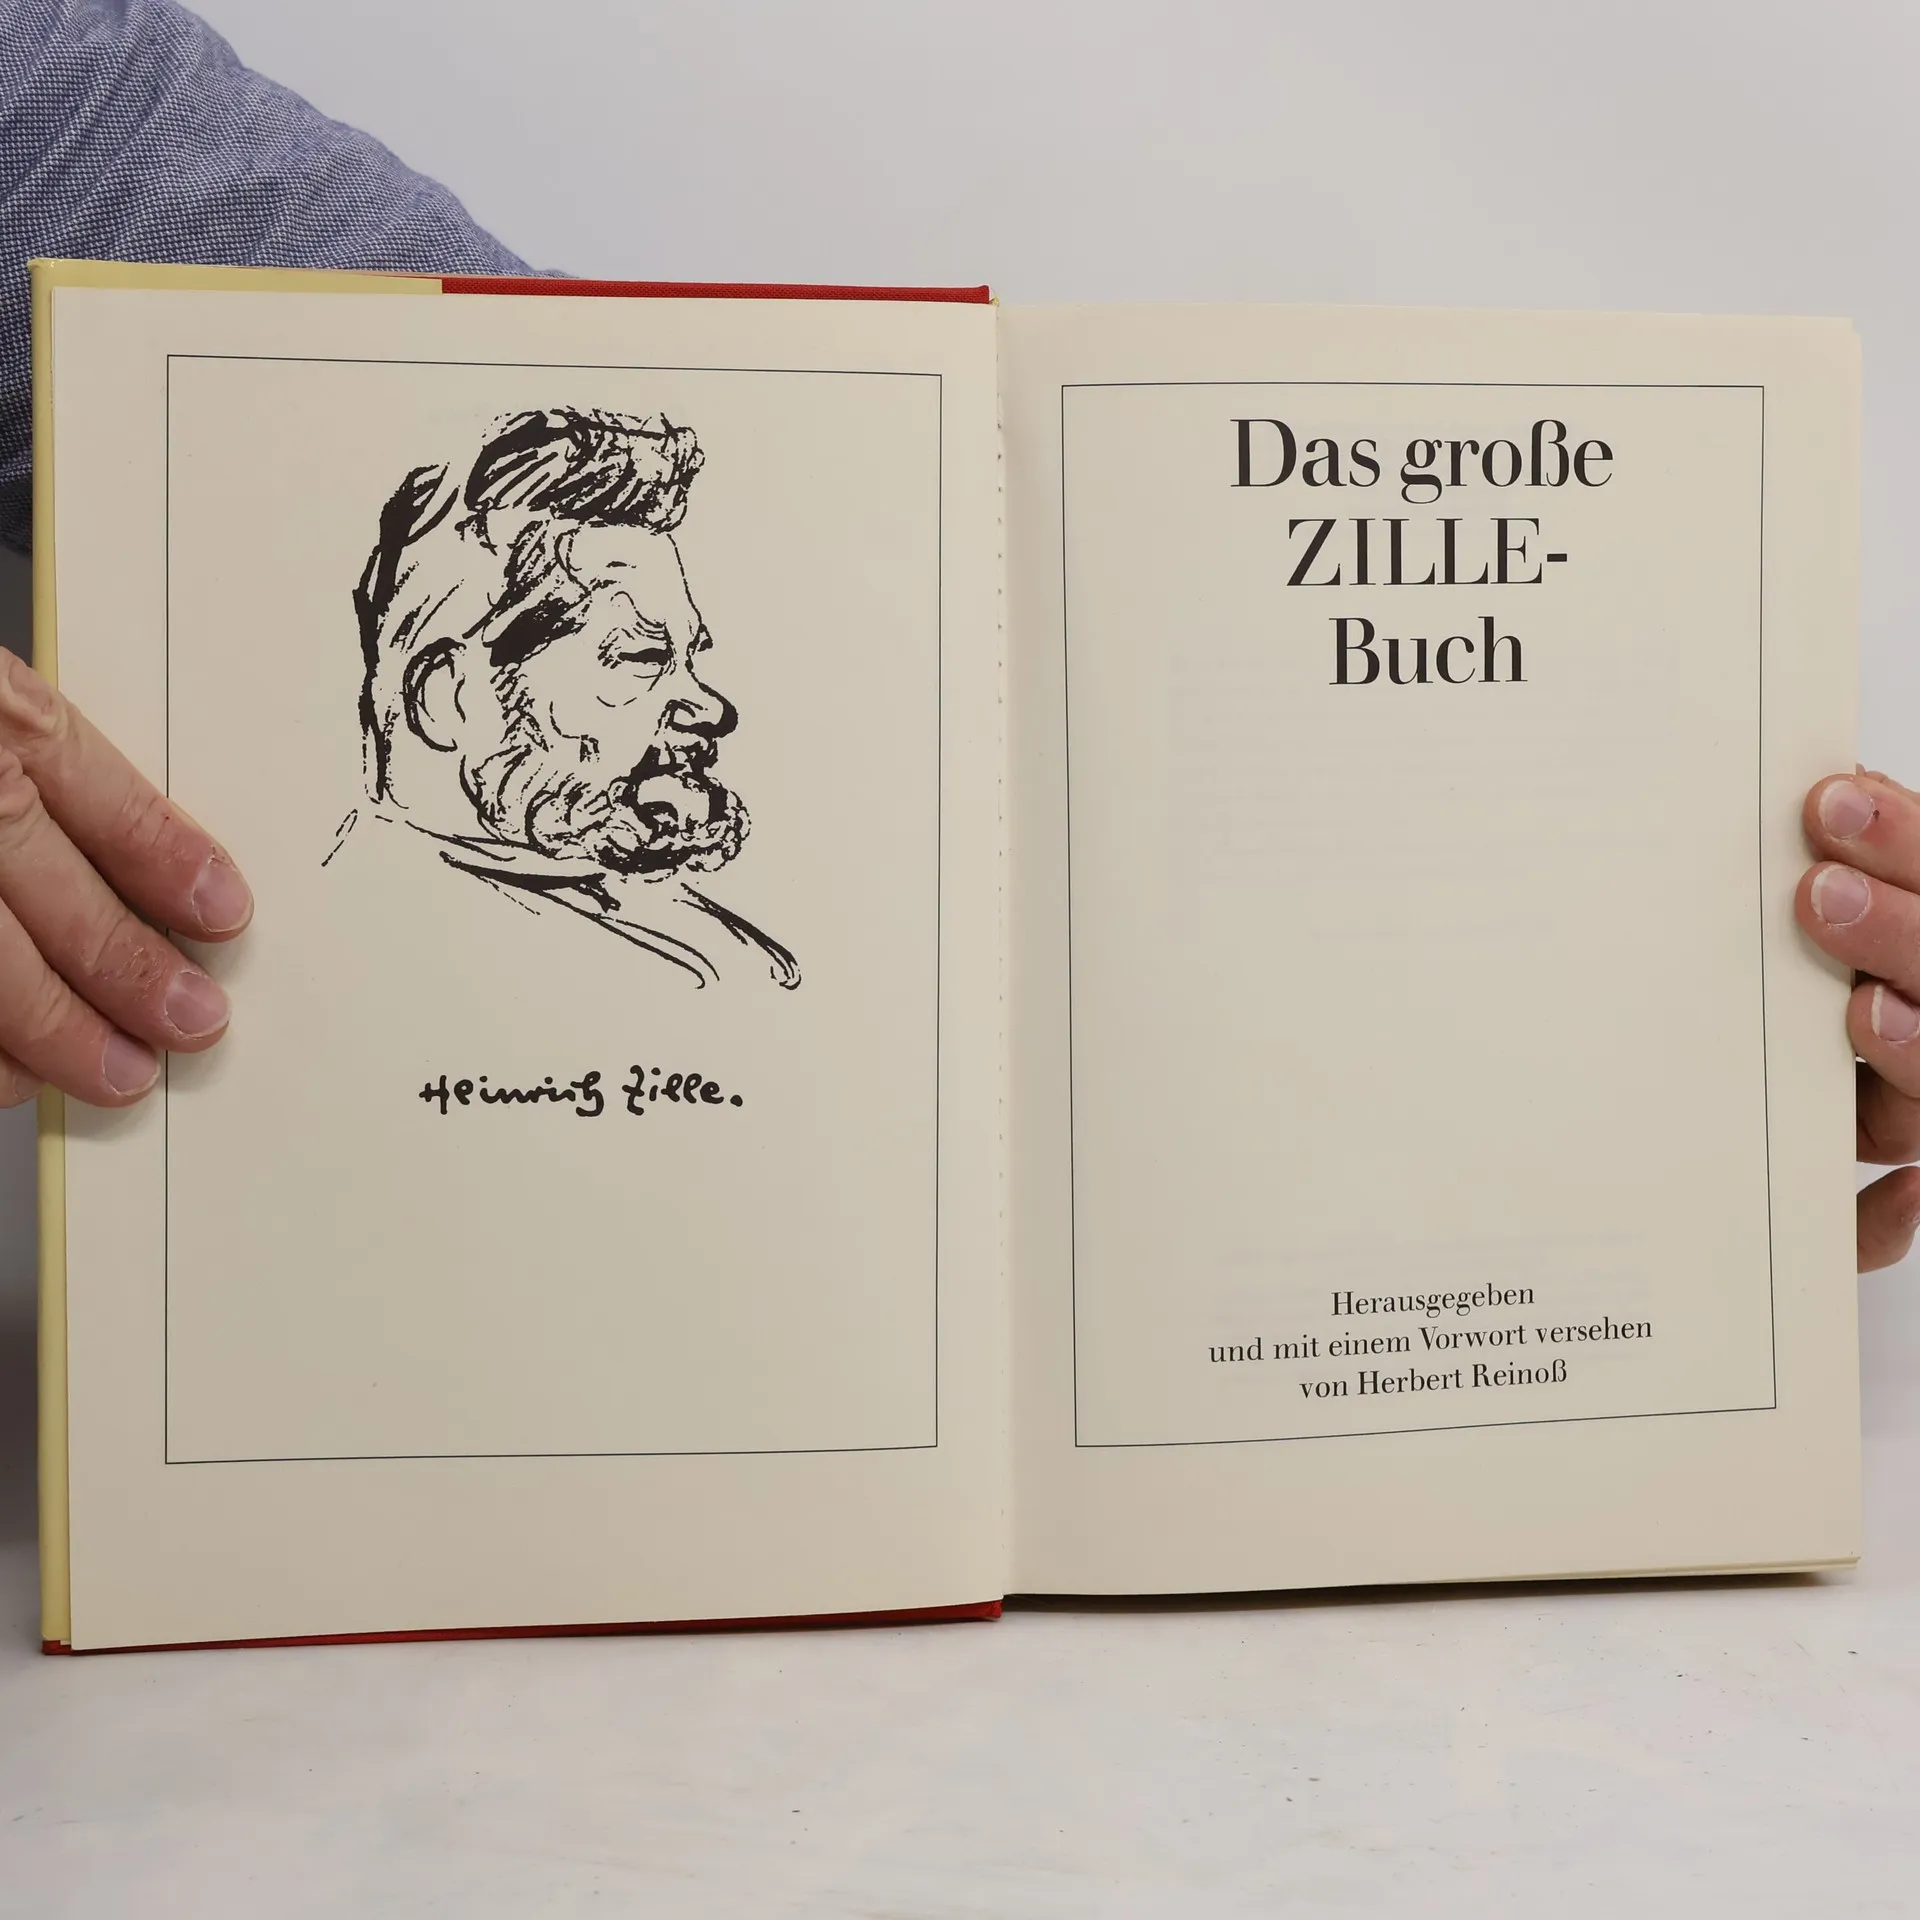 Heinrich Zille.
Das große
ZILLE-
Buch
Herausgegeben
und mit einem Vorwort versehen
von Herbert Reinoß